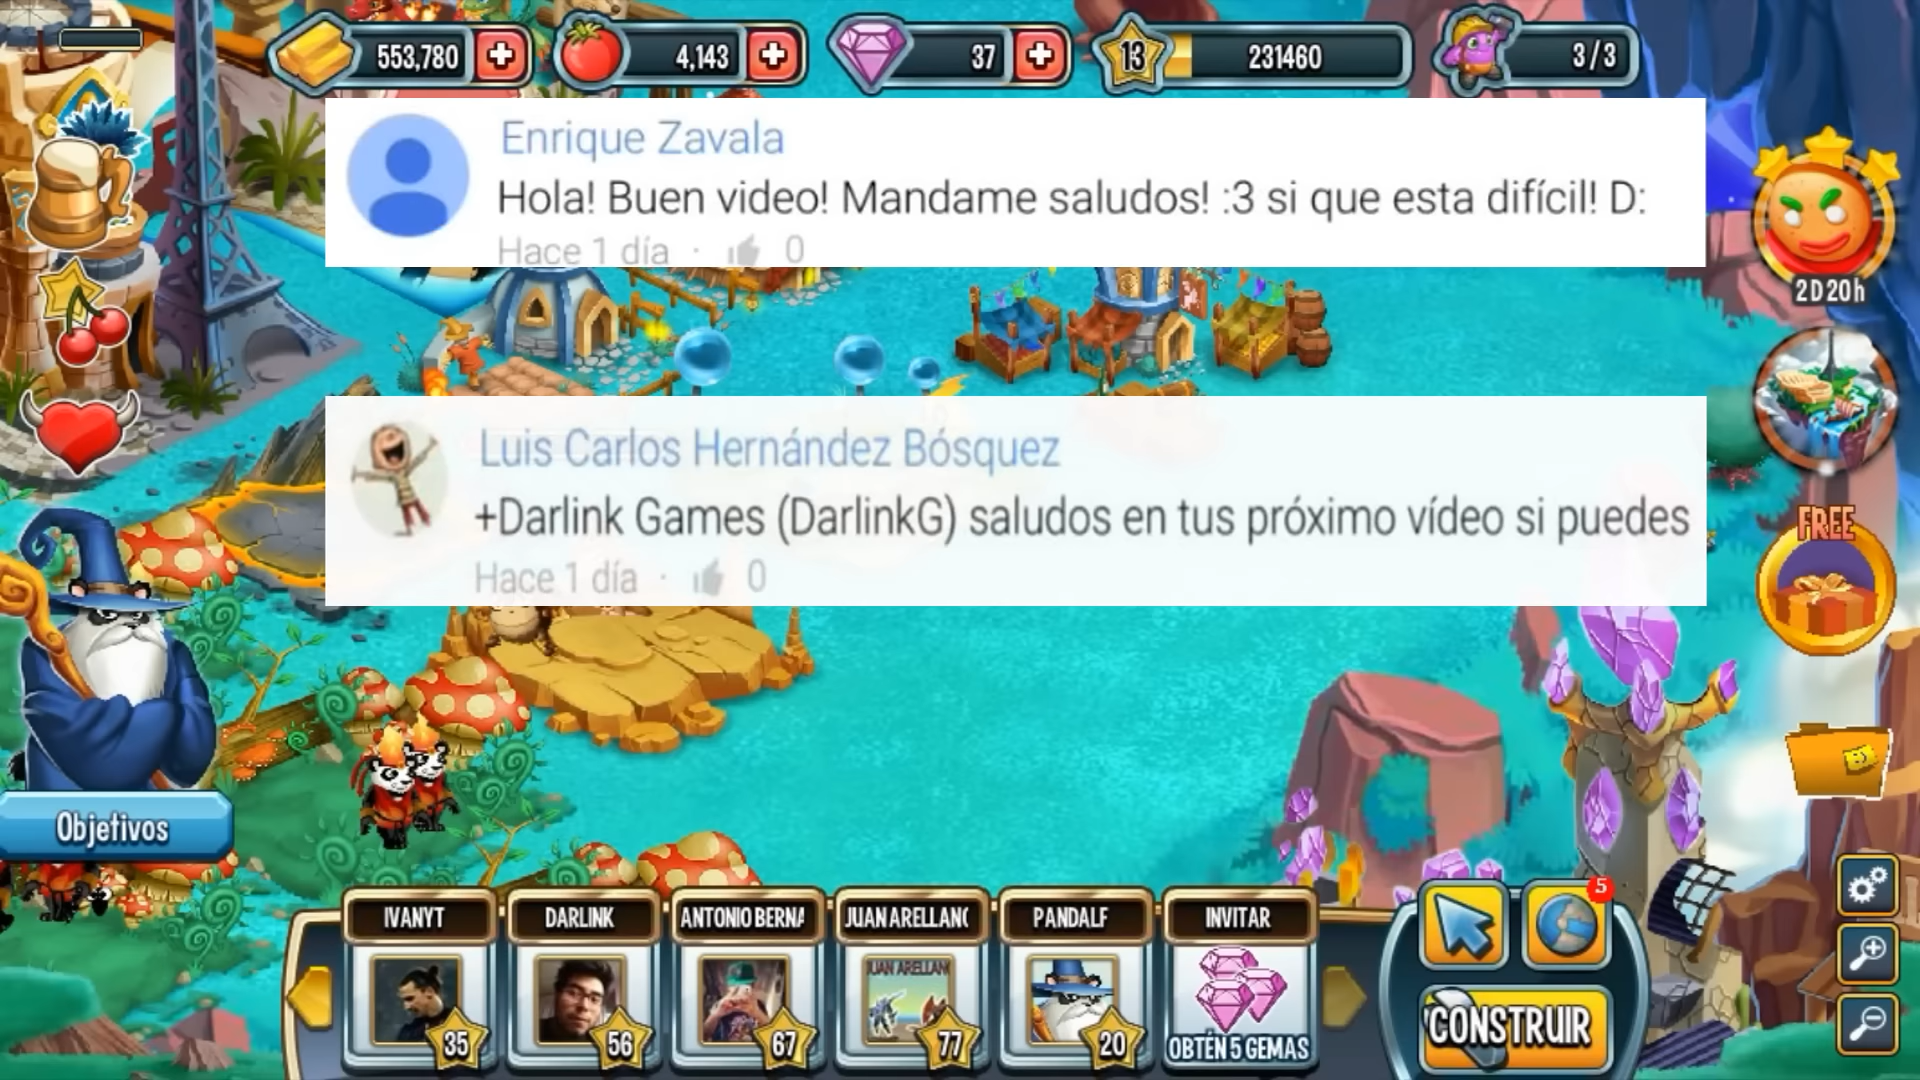 553,780
4,143
37
13
231460
3/3
Enrique Zavala
Hola! Buen video! Mandame saludos! :3 si que esta difícil! D:
Hace 1 día · 0
2D20h
Luis Carlos Hernández Bósquez
+Darlink Games (DarlinkG) saludos en tus próximo vídeo si puedes
Hace 1 día · 0
FREE
Objetivos
IVANYT
DARLINK
ANTONIO BERNA
JUAN ARELLANO
PANDALF
INVITAR
5
JUAN ARELLANO
35
56
67
77
20
OBTÉN 5 GEMAS
CONSTRUIR